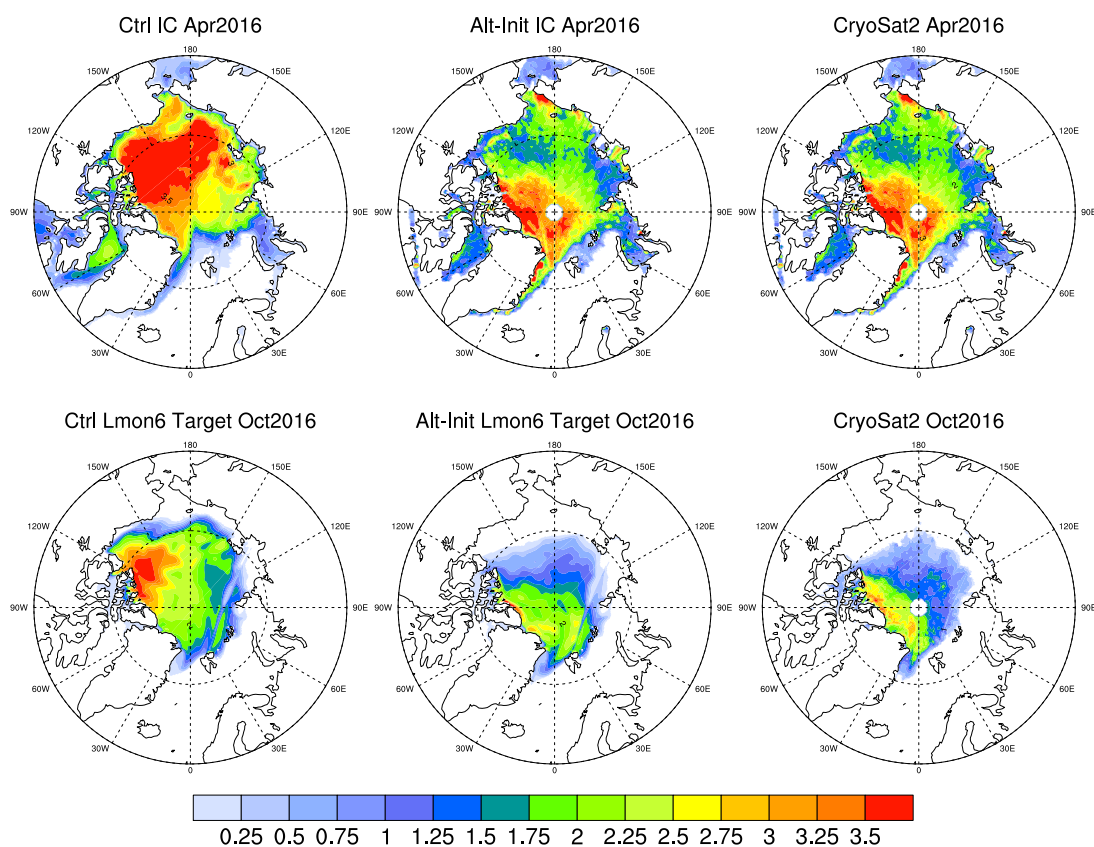 Ctrl IC Apr2016
Alt-Init IC Apr2016
CryoSat2 Apr2016
180
150W
150E
120W
120E
90W
90E
60W
60E
30W
30E
0
180
150W
150E
120W
120E
90W
90E
60W
60E
30W
30E
0
180
150W
150E
120W
120E
90W
90E
60W
60E
30W
30E
0
Ctrl Lmon6 Target Oct2016
Alt-Init Lmon6 Target Oct2016
CryoSat2 Oct2016
180
150W
150E
120W
120E
90W
90E
60W
60E
30W
30E
0
180
150W
150E
120W
120E
90W
90E
60W
60E
30W
30E
0
180
150W
150E
120W
120E
90W
90E
60W
60E
30W
30E
0
0.25 0.5 0.75 1 1.25 1.5 1.75 2 2.25 2.5 2.75 3 3.25 3.5